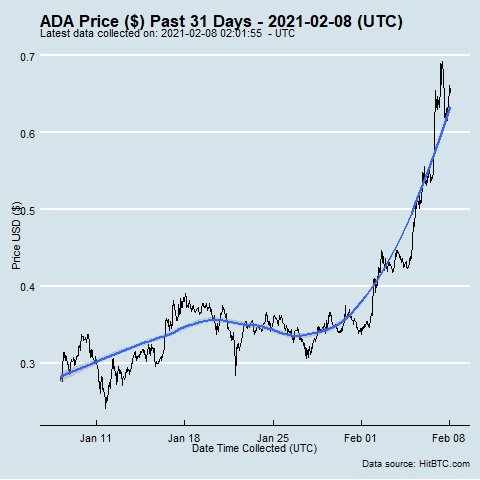 ADA Price ($) Past 31 Days - 2021-02-08 (UTC)
Latest data collected on: 2021-02-08 02:01:55 - UTC
0.7
0.6
0.5
0.4
0.3
Price USD ($)
Jan 11 Jan 18 Jan 25 Feb 01 Feb 08
Date Time Collected (UTC)
Data source: HitBTC.com